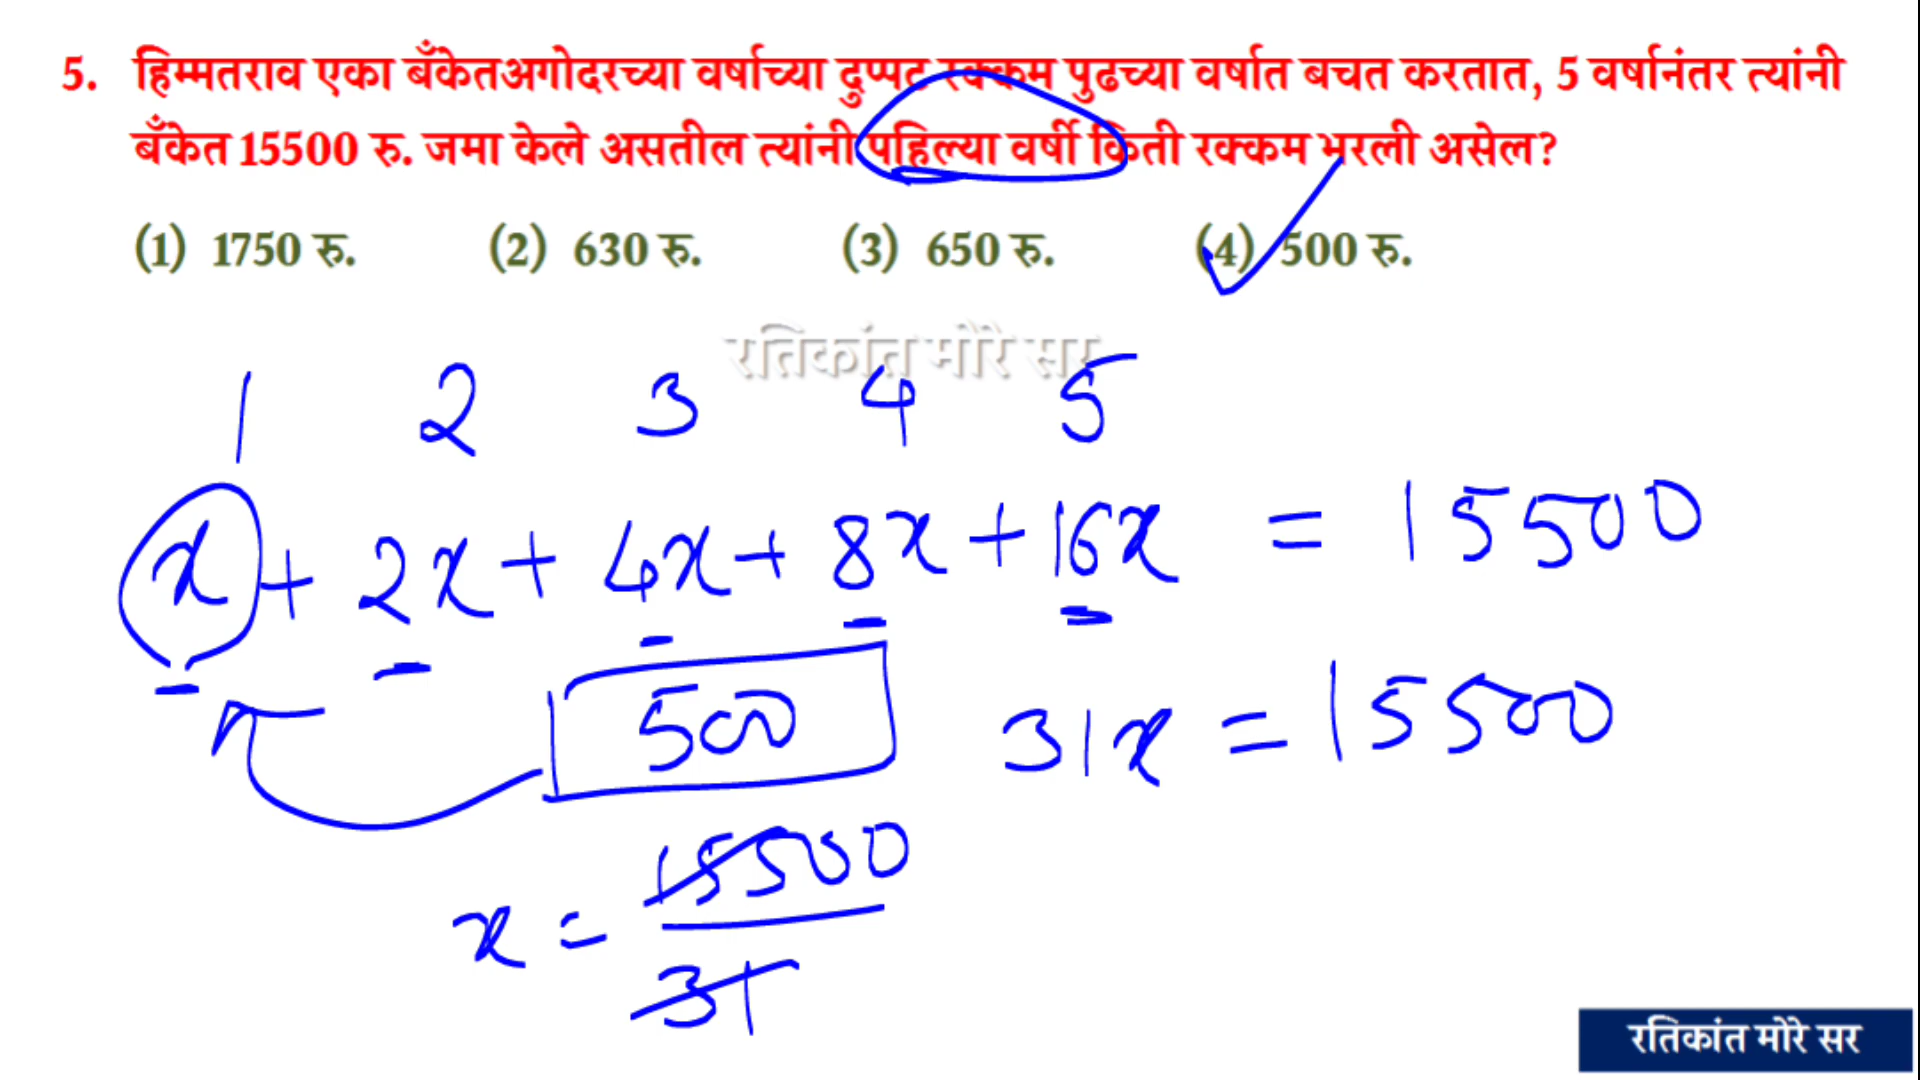 5. हिम्मतराव एका बँकेतअगोदरच्या वर्षाच्या दुप्पट रक्कम पुढच्या वर्षात बचत करतात, 5 वर्षानंतर त्यांनी
बँकेत 15500 रु. जमा केले असतील त्यांनी पहिल्या वर्षी किती रक्कम भरली असेल?
(1) 1750 रु. (2) 630 रु. (3) 650 रु. (4) 500 रु.
रतिकांत मोरे सर
1 2 3 4 5
x + 2x + 4x + 8x + 16x = 15500
500 31x = 15500
x = 15500
31
रतिकांत मोरे सर